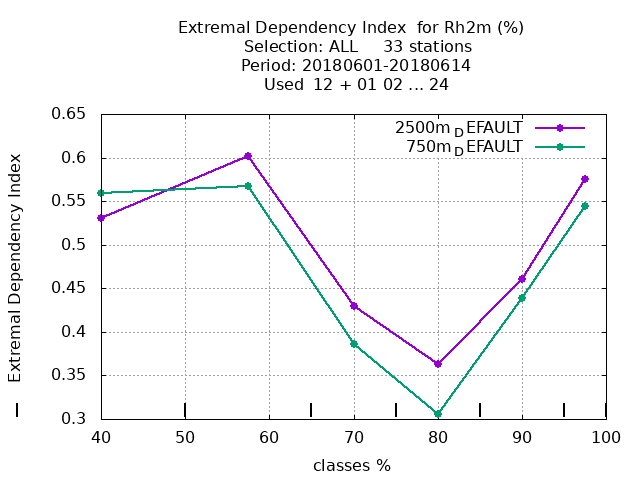 Extremal Dependency Index  for Rh2m (%)
Selection: ALL     33 stations
Period: 20180601-20180614
Used  12 + 01 02 ... 24
0.65
0.6
0.55
0.5
0.45
0.4
0.35
0.3
Extremal Dependency Index
2500m_DEFAULT
750m_DEFAULT
40 50 60 70 80 90 100
classes %